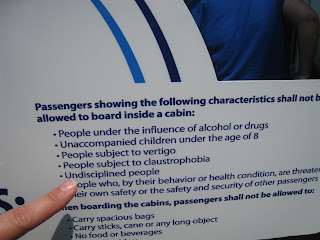 Passengers showing the following characteristics shall not b
allowed to board inside a cabin:
• People under the influence of alcohol or drugs
• Unaccompanied children under the age of 8
• People subject to vertigo
• People subject to claustrophobia
• Undisciplined people
eople who, by their behavior or health condition, are threaten
heir own safety or the safety and security of other passengers
hen boarding the cabins, passengers shall not be allowed to:
• Carry spacious bags
• Carry sticks, cane or any long object
• No food or beverages
s.